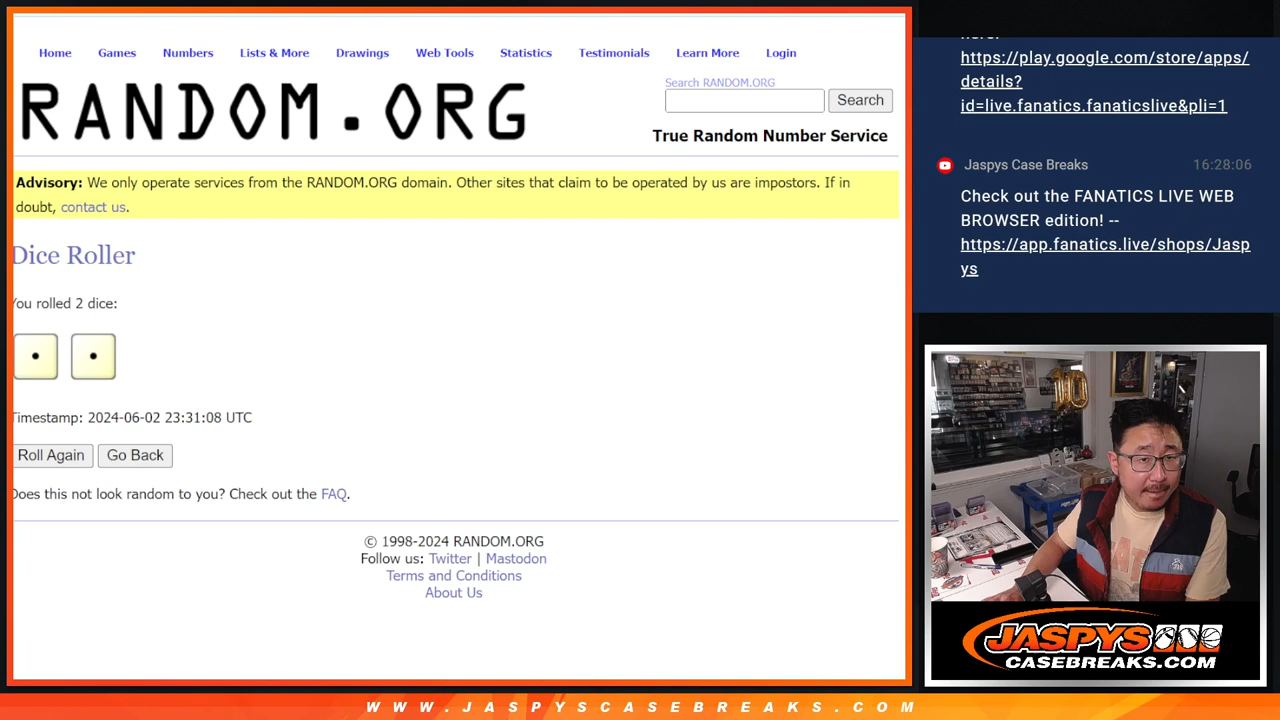 Home Games Numbers Lists & More Drawings Web Tools Statistics Testimonials Learn More Login
RANDOM.ORG
Search RANDOM.ORG
Search
True Random Number Service
Advisory: We only operate services from the RANDOM.ORG domain. Other sites that claim to be operated by us are impostors. If in
doubt, contact us.
Dice Roller
You rolled 2 dice:
Timestamp: 2024-06-02 23:31:08 UTC
Roll Again Go Back
Does this not look random to you? Check out the FAQ.
© 1998-2024 RANDOM.ORG
Follow us: Twitter | Mastodon
Terms and Conditions
About Us
https://play.google.com/store/apps/
details?
id=live.fanatics.fanaticslive&pli=1
Jaspys Case Breaks 16:28:06
Check out the FANATICS LIVE WEB
BROWSER edition! --
https://app.fanatics.live/shops/Jasp
ys
10
JASPYS
CASEBREAKS.COM
WWW.JASPYSCASEBREAKS.COM